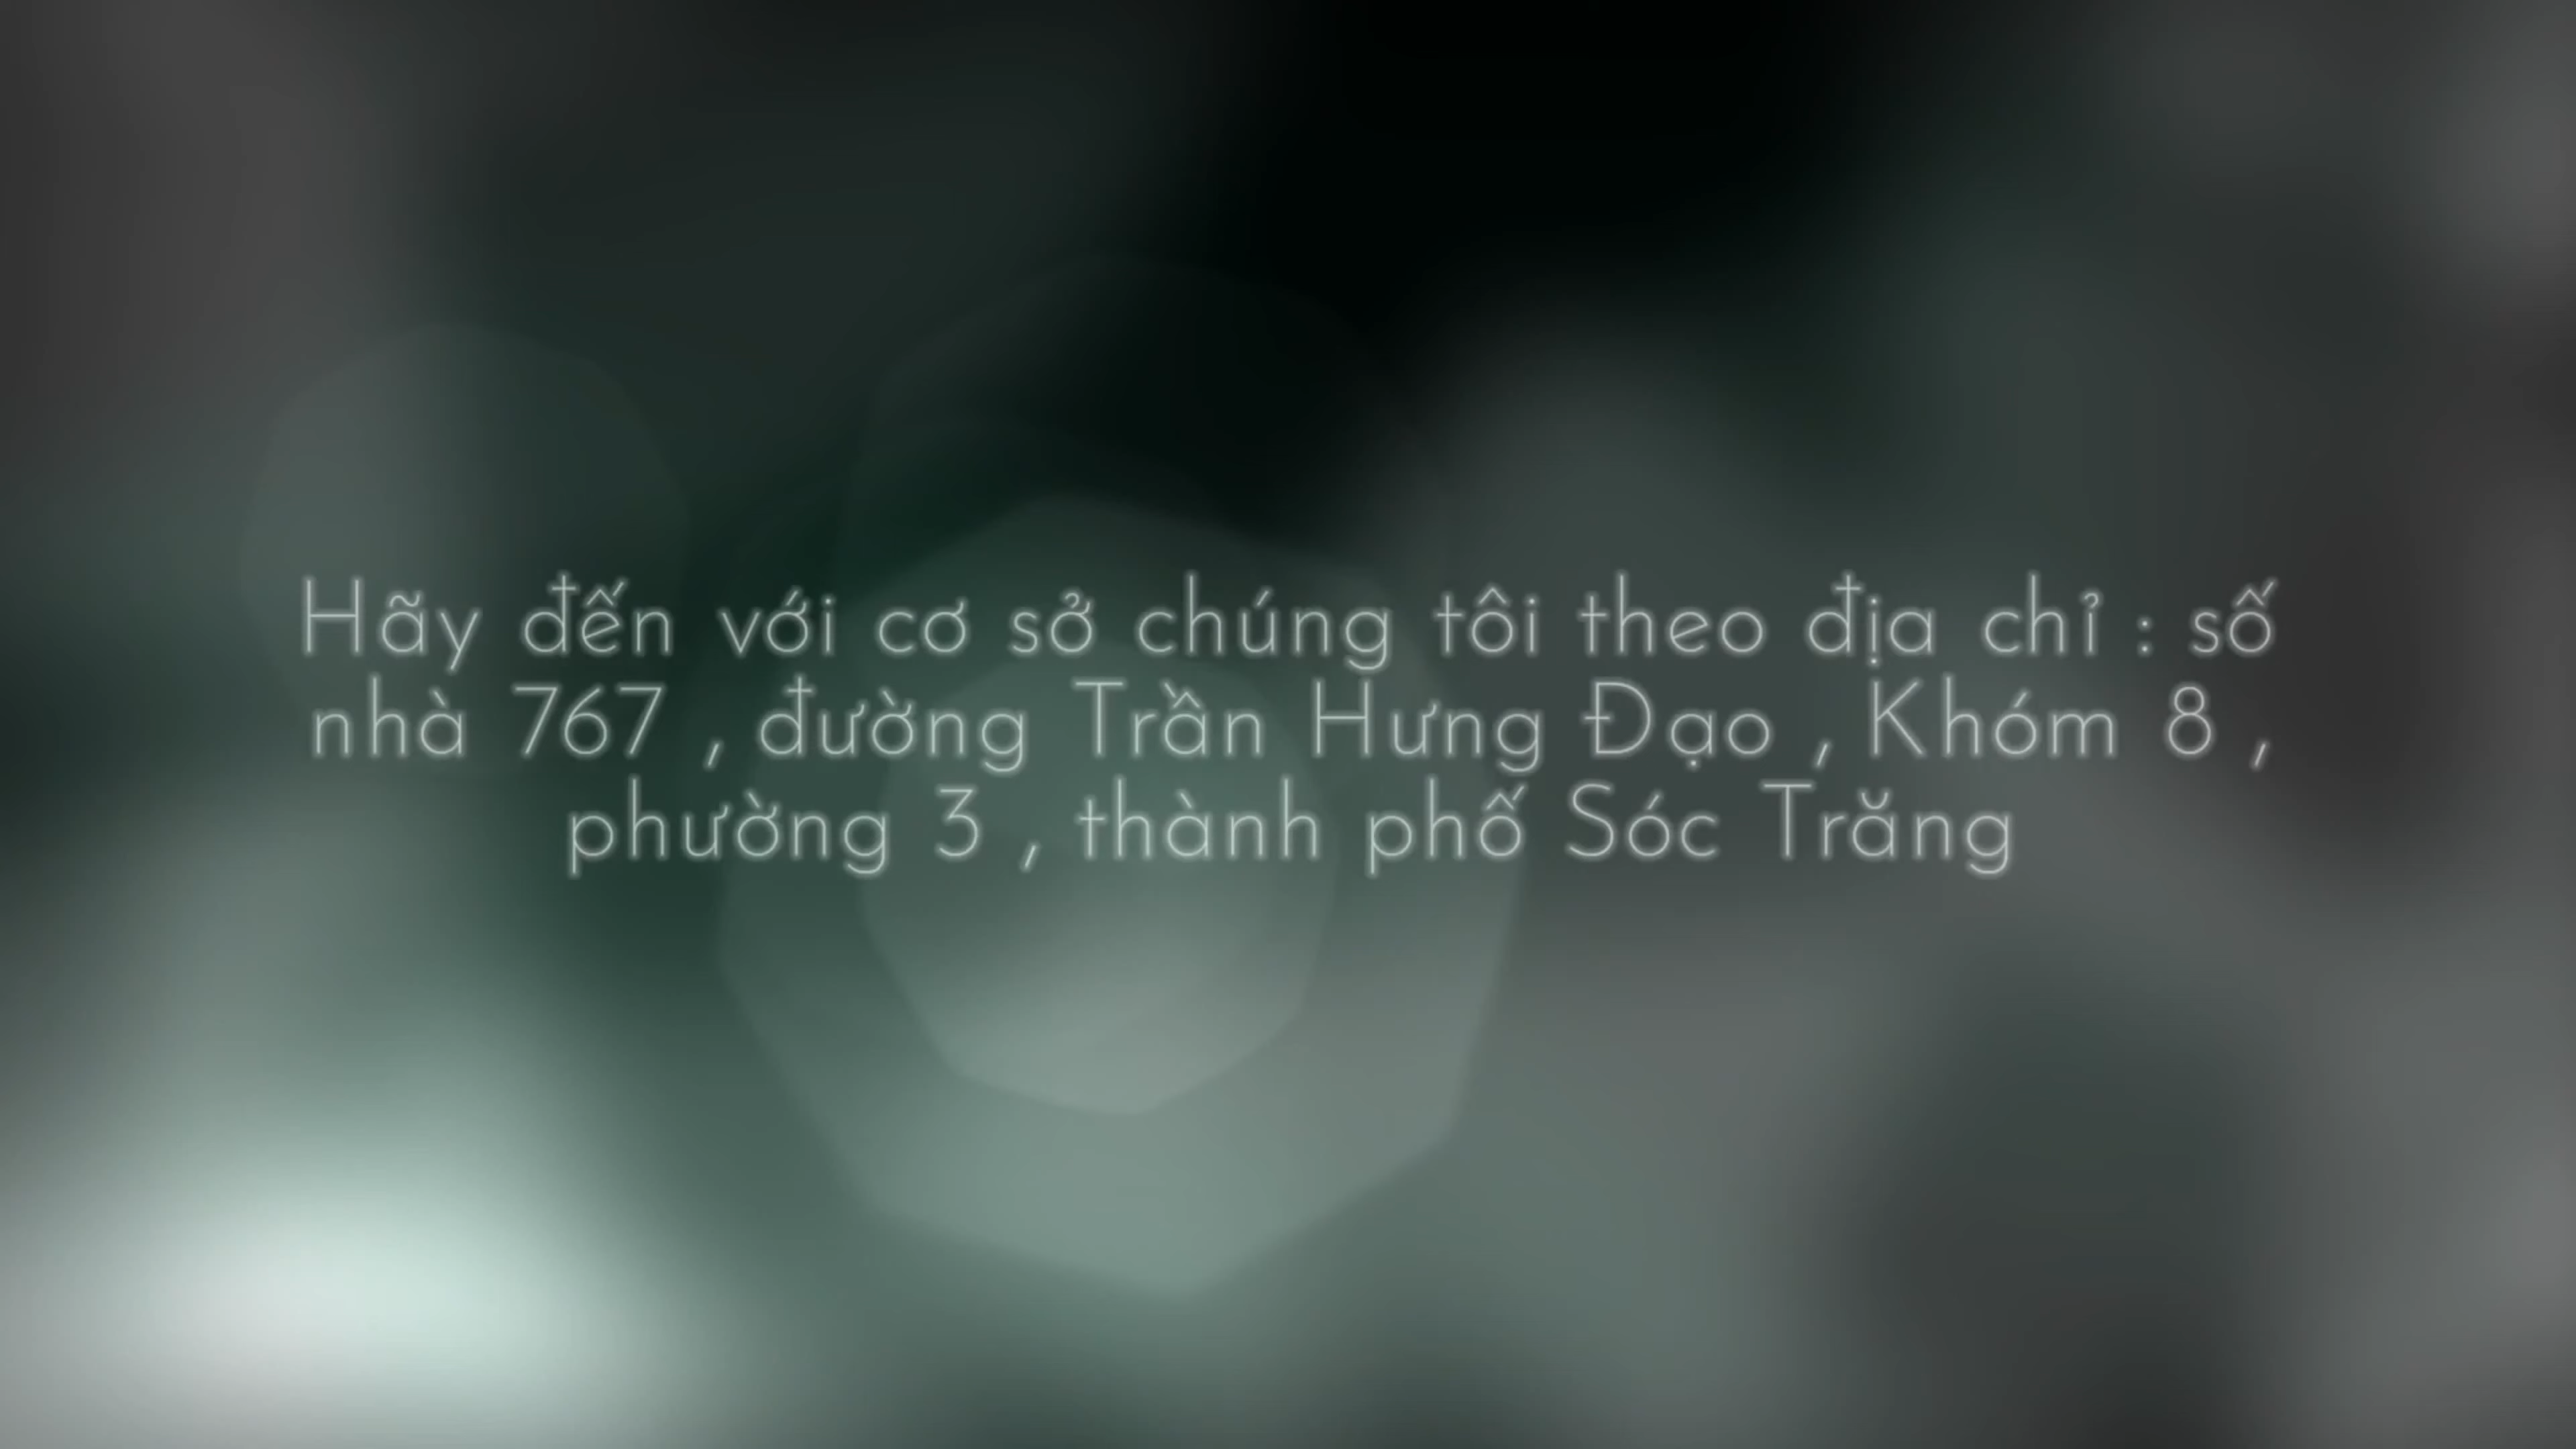 Hãy đến với cơ sở chúng tôi theo địa chỉ : số
nhà 767 , đường Trần Hưng Đạo , Khóm 8 ,
phường 3 , thành phố Sóc Trăng